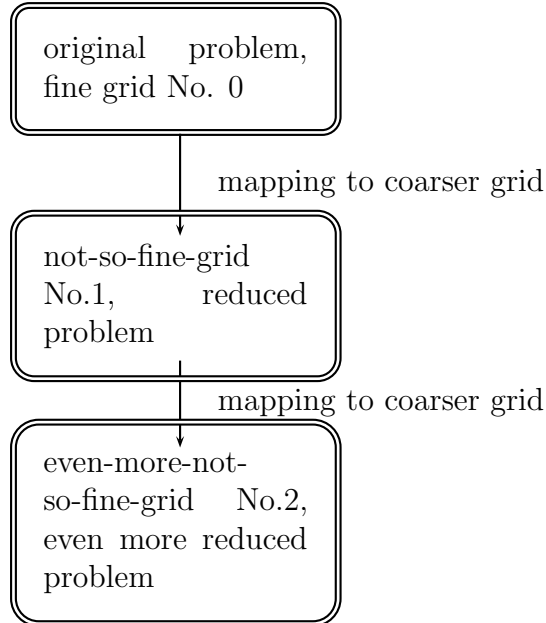 original problem,
fine grid No. 0
mapping to coarser grid
not-so-fine-grid
No.1, reduced
problem
mapping to coarser grid
even-more-not-
so-fine-grid No.2,
even more reduced
problem